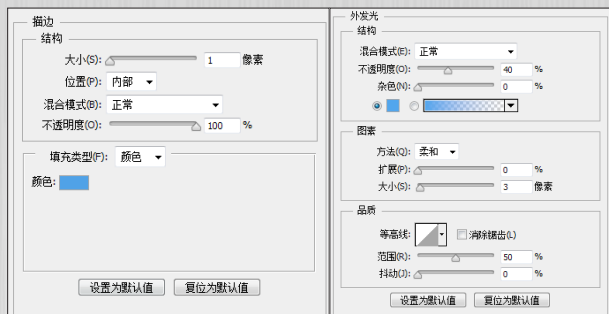 描边
结构
大小(S): 1 像素
位置(P): 内部
混合模式(B): 正常
不透明度(O): 100 %
填充类型(F): 颜色
颜色:
设置为默认值 复位为默认值
外发光
结构
混合模式(E): 正常
不透明度(O): 40 %
杂色(N): 0 %
图素
方法(Q): 柔和
扩展(P): 0 %
大小(S): 3 像素
品质
等高线: 消除锯齿(L)
范围(R): 50 %
抖动(J): 0 %
设置为默认值 复位为默认值